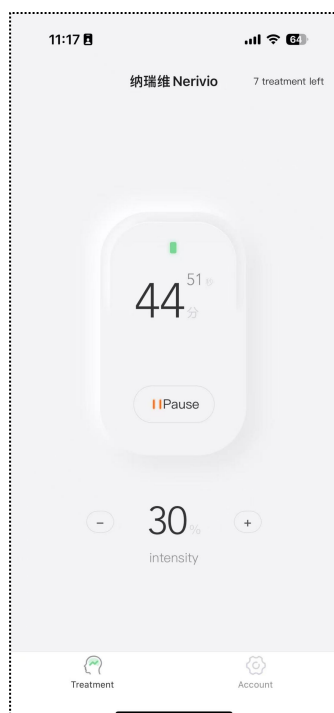 11:17
64
纳瑞维 Nerivio
7 treatment left
51 秒
44 分
Pause
- 30% +
intensity
Treatment
Account